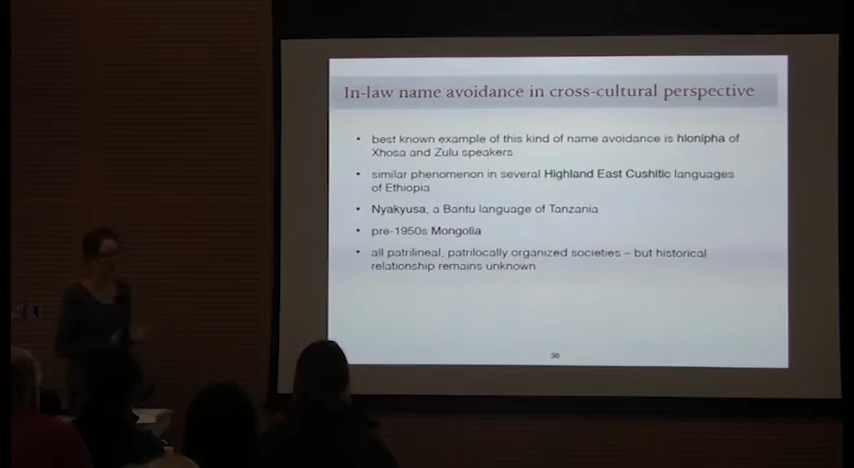 In-law name avoidance in cross-cultural perspective
• best known example of this kind of name avoidance is hlonipha of
Xhosa and Zulu speakers
• similar phenomenon in several Highland East Cushitic languages
of Ethiopia
• Nyakyusa, a Bantu language of Tanzania
• pre-1950s Mongolia
• all patrilineal, patrilocally organized societies – but historical
relationship remains unknown
38